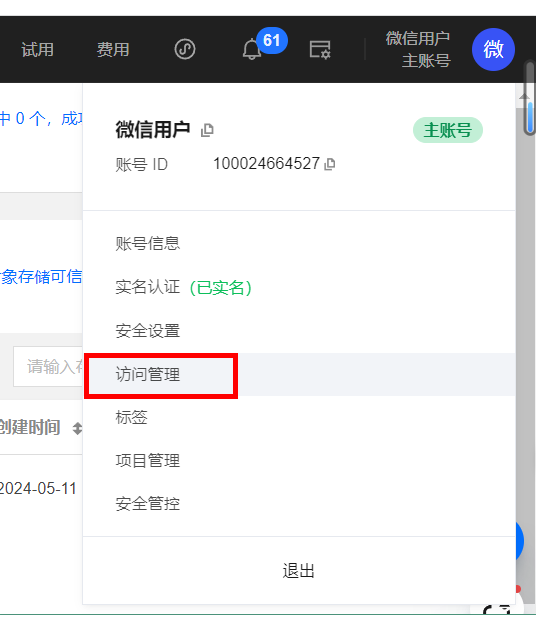 试用 费用 61 微信用户
主账号 微
中 0 个，成
微信用户 主账号
账号 ID 100024664527
账号信息
象存储可信
实名认证（已实名）
安全设置
请输入存
访问管理
标签
创建时间
项目管理
2024-05-11
安全管控
退出